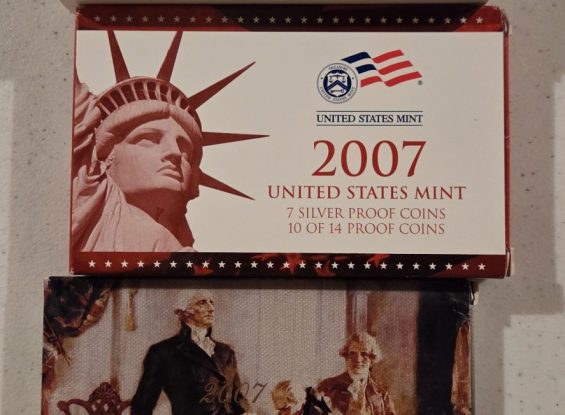 UNITED STATES MINT
2007
UNITED STATES MINT
7 SILVER PROOF COINS
10 OF 14 PROOF COINS
2007